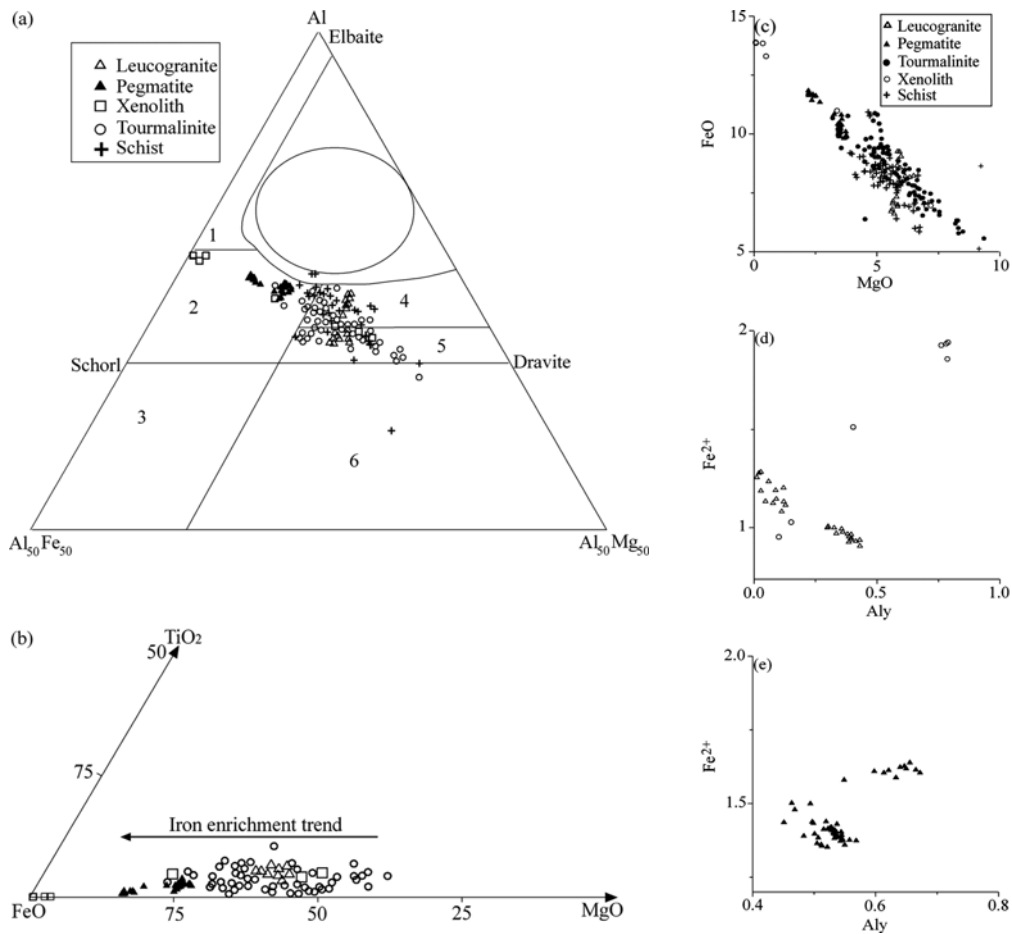 (a)
Al
Elbaite
Leucogranite
Pegmatite
Xenolith
Tourmalinite
Schist
1
2
3
4
5
6
Schorl
Dravite
Al50Fe50
Al50Mg50
(b)
TiO2
50
75
Iron enrichment trend
FeO
75
50
25
MgO
(c)
15
10
5
FeO
Leucogranite
Pegmatite
Tourmalinite
Xenolith
Schist
0
5
10
MgO
(d)
2
1
Fe2+
0.0
0.5
1.0
Aly
(e)
2.0
1.5
Fe2+
0.4
0.6
0.8
Aly